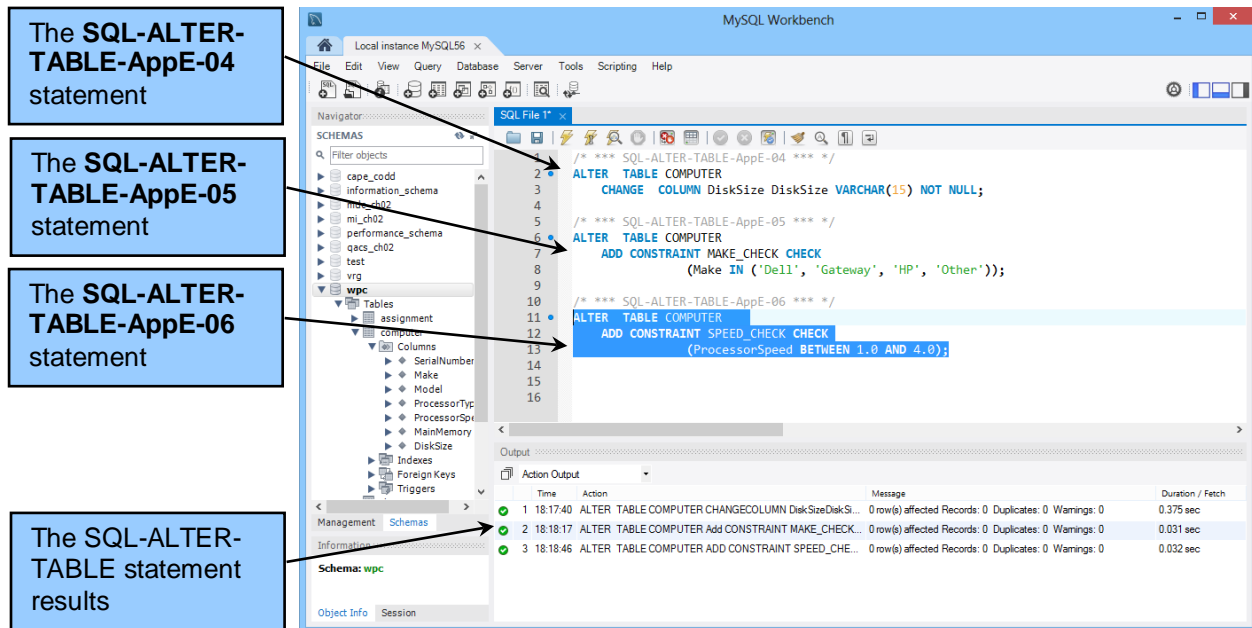 The SQL-ALTER-
TABLE-AppE-04
statement
The SQL-ALTER-
TABLE-AppE-05
statement
The SQL-ALTER-
TABLE-AppE-06
statement
The SQL-ALTER-
TABLE statement
results
MySQL Workbench
Local instance MySQL56
File Edit View Query Database Server Tools Scripting Help
Navigator
SCHEMAS
Filter objects
cape_codd
information_schema
mdc_ch02
mi_ch02
performance_schema
qacs_ch02
test
vrg
wpc
Tables
assignment
computer
Columns
SerialNumber
Make
Model
ProcessorTyp
ProcessorSpe
MainMemory
DiskSize
Indexes
Foreign Keys
Triggers
Management Schemas
Information
Schema: wpc
Object Info Session
SQL File 1*
1 /* *** SQL-ALTER-TABLE-AppE-04 *** */
2 ALTER TABLE COMPUTER
3 CHANGE COLUMN DiskSize DiskSize VARCHAR(15) NOT NULL;
4
5 /* *** SQL-ALTER-TABLE-AppE-05 *** */
6 ALTER TABLE COMPUTER
7 ADD CONSTRAINT MAKE_CHECK CHECK
8 (Make IN ('Dell', 'Gateway', 'HP', 'Other'));
9
10 /* *** SQL-ALTER-TABLE-AppE-06 *** */
11 ALTER TABLE COMPUTER
12 ADD CONSTRAINT SPEED_CHECK CHECK
13 (ProcessorSpeed BETWEEN 1.0 AND 4.0);
14
15
16
Output
Action Output
Time Action Message Duration / Fetch
1 18:17:40 ALTER TABLE COMPUTER CHANGECOLUMN DiskSizeDiskSi... 0 row(s) affected Records: 0 Duplicates: 0 Warnings: 0 0.375 sec
2 18:18:17 ALTER TABLE COMPUTER Add CONSTRAINT MAKE_CHECK... 0 row(s) affected Records: 0 Duplicates: 0 Warnings: 0 0.031 sec
3 18:18:46 ALTER TABLE COMPUTER ADD CONSTRAINT SPEED_CHE... 0 row(s) affected Records: 0 Duplicates: 0 Warnings: 0 0.032 sec